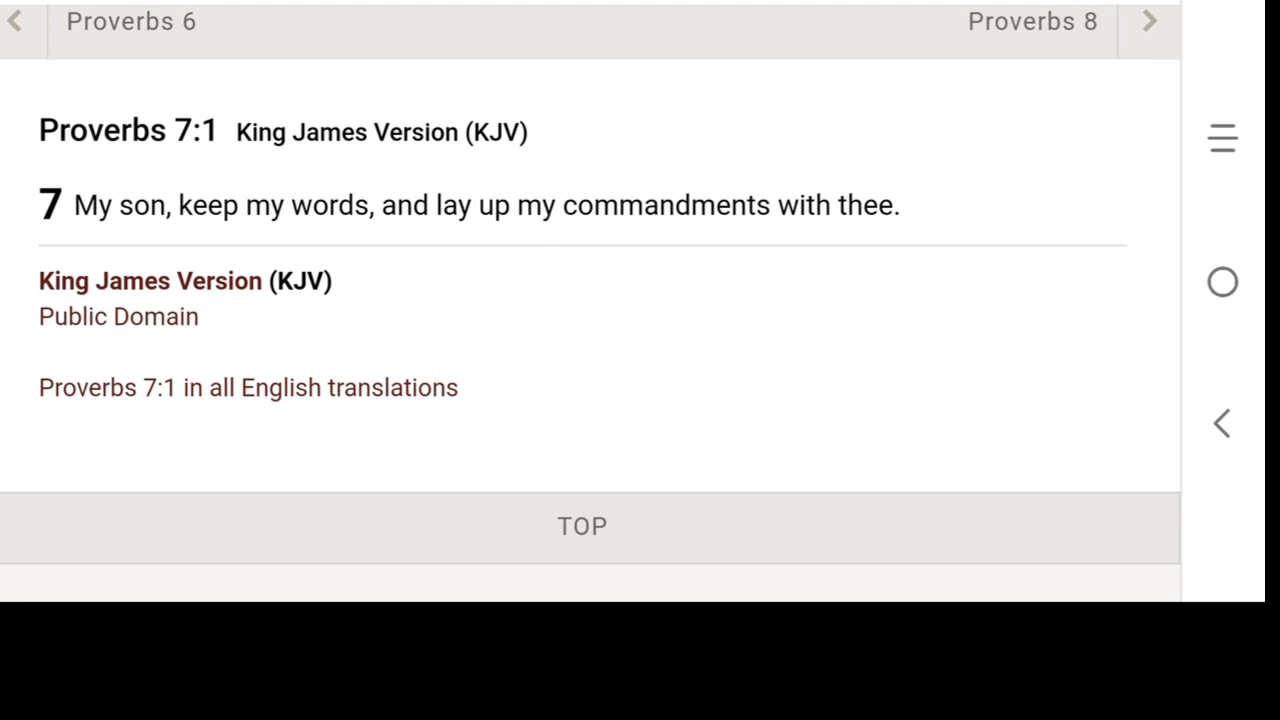 Proverbs 6 Proverbs 8
Proverbs 7:1 King James Version (KJV)
7 My son, keep my words, and lay up my commandments with thee.
King James Version (KJV)
Public Domain
Proverbs 7:1 in all English translations
TOP